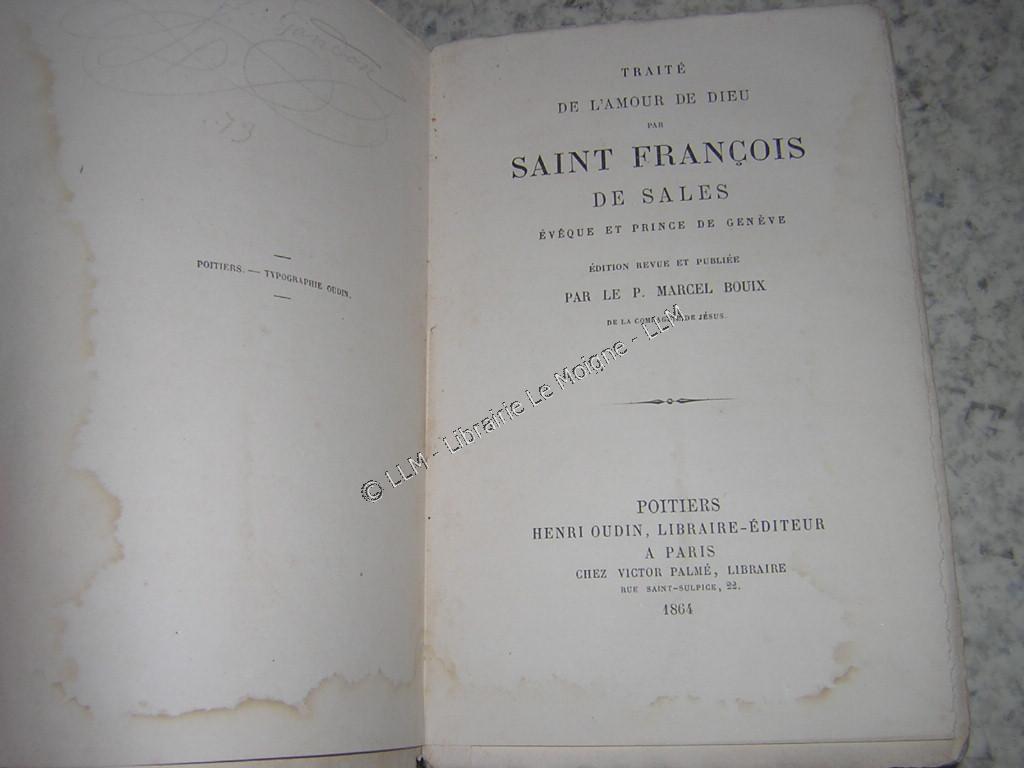 POITIERS. — TYPOGRAPHIE OUDIN.
TRAITÉ
DE L'AMOUR DE DIEU
PAR
SAINT FRANÇOIS
DE SALES
ÉVÊQUE ET PRINCE DE GENÈVE
ÉDITION REVUE ET PUBLIÉE
PAR LE P. MARCEL BOUIX
DE LA COMPAGNIE DE JÉSUS.
POITIERS
HENRI OUDIN, LIBRAIRE-ÉDITEUR
A PARIS
CHEZ VICTOR PALMÉ, LIBRAIRE
RUE SAINT-SULPICE, 22.
1864
© LLM - Librairie Le Moigne - LLM